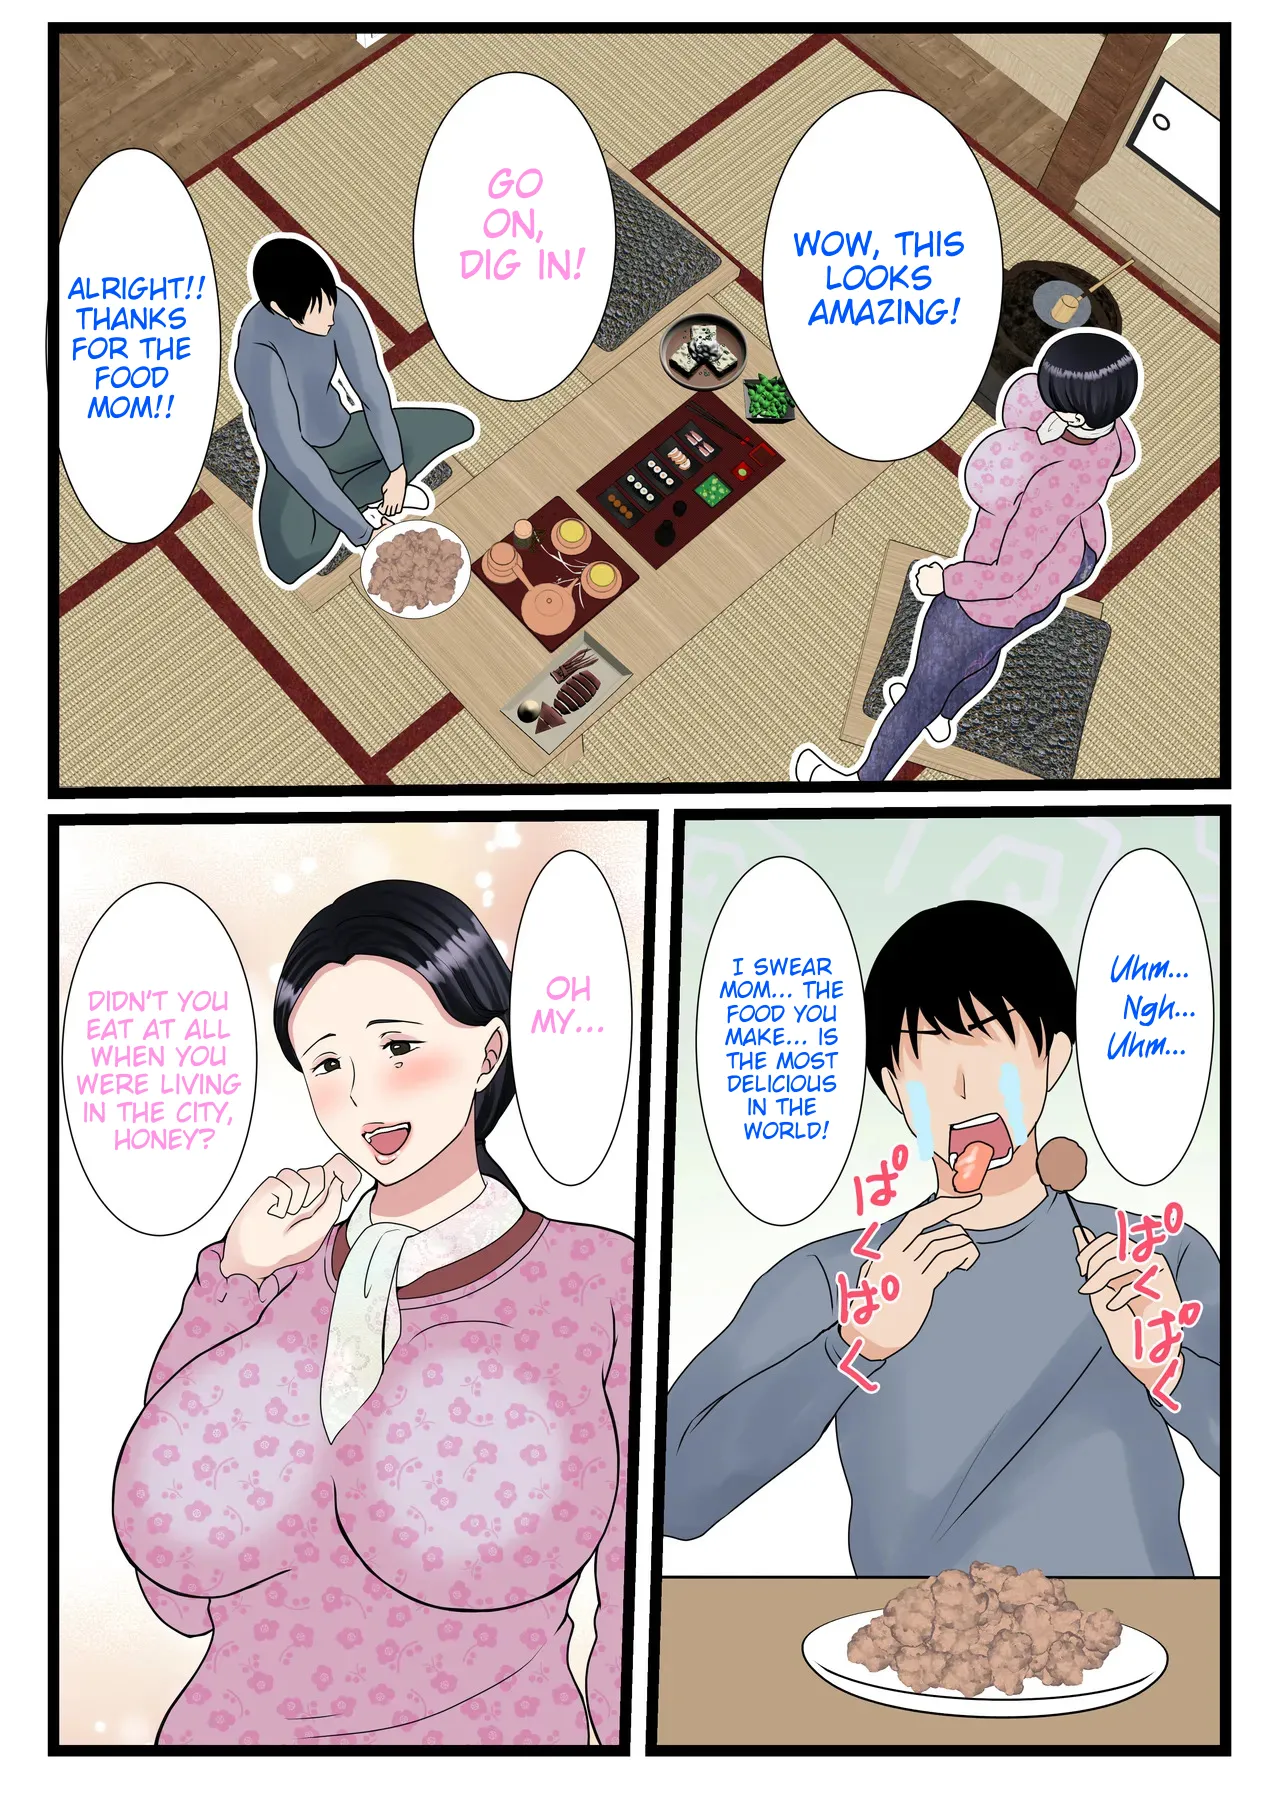 WOW, THIS
LOOKS
AMAZING!
GO
ON,
DIG IN!
ALRIGHT!!
THANKS
FOR THE
FOOD
MOM!!
Uhm...
Ngh...
Uhm...
I SWEAR
MOM... THE
FOOD YOU
MAKE... IS
THE MOST
DELICIOUS
IN THE
WORLD!
ぱくぱく
ぱくぱく
OH
MY...
DIDN'T YOU
EAT AT ALL
WHEN YOU
WERE LIVING
IN THE CITY,
HONEY?